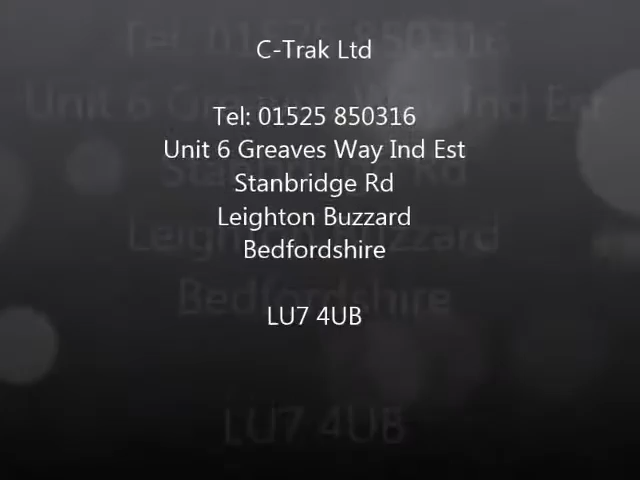 C-Trak Ltd
Tel: 01525 850316
Unit 6 Greaves Way Ind Est
Stanbridge Rd
Leighton Buzzard
Bedfordshire
LU7 4UB